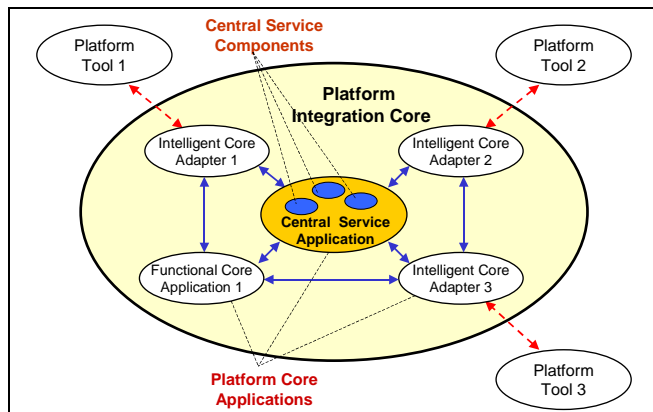 Platform
Tool 1
Central Service
Components
Platform
Tool 2
Platform
Integration Core
Intelligent Core
Adapter 1
Intelligent Core
Adapter 2
Central Service
Application
Functional Core
Application 1
Intelligent Core
Adapter 3
Platform Core
Applications
Platform
Tool 3